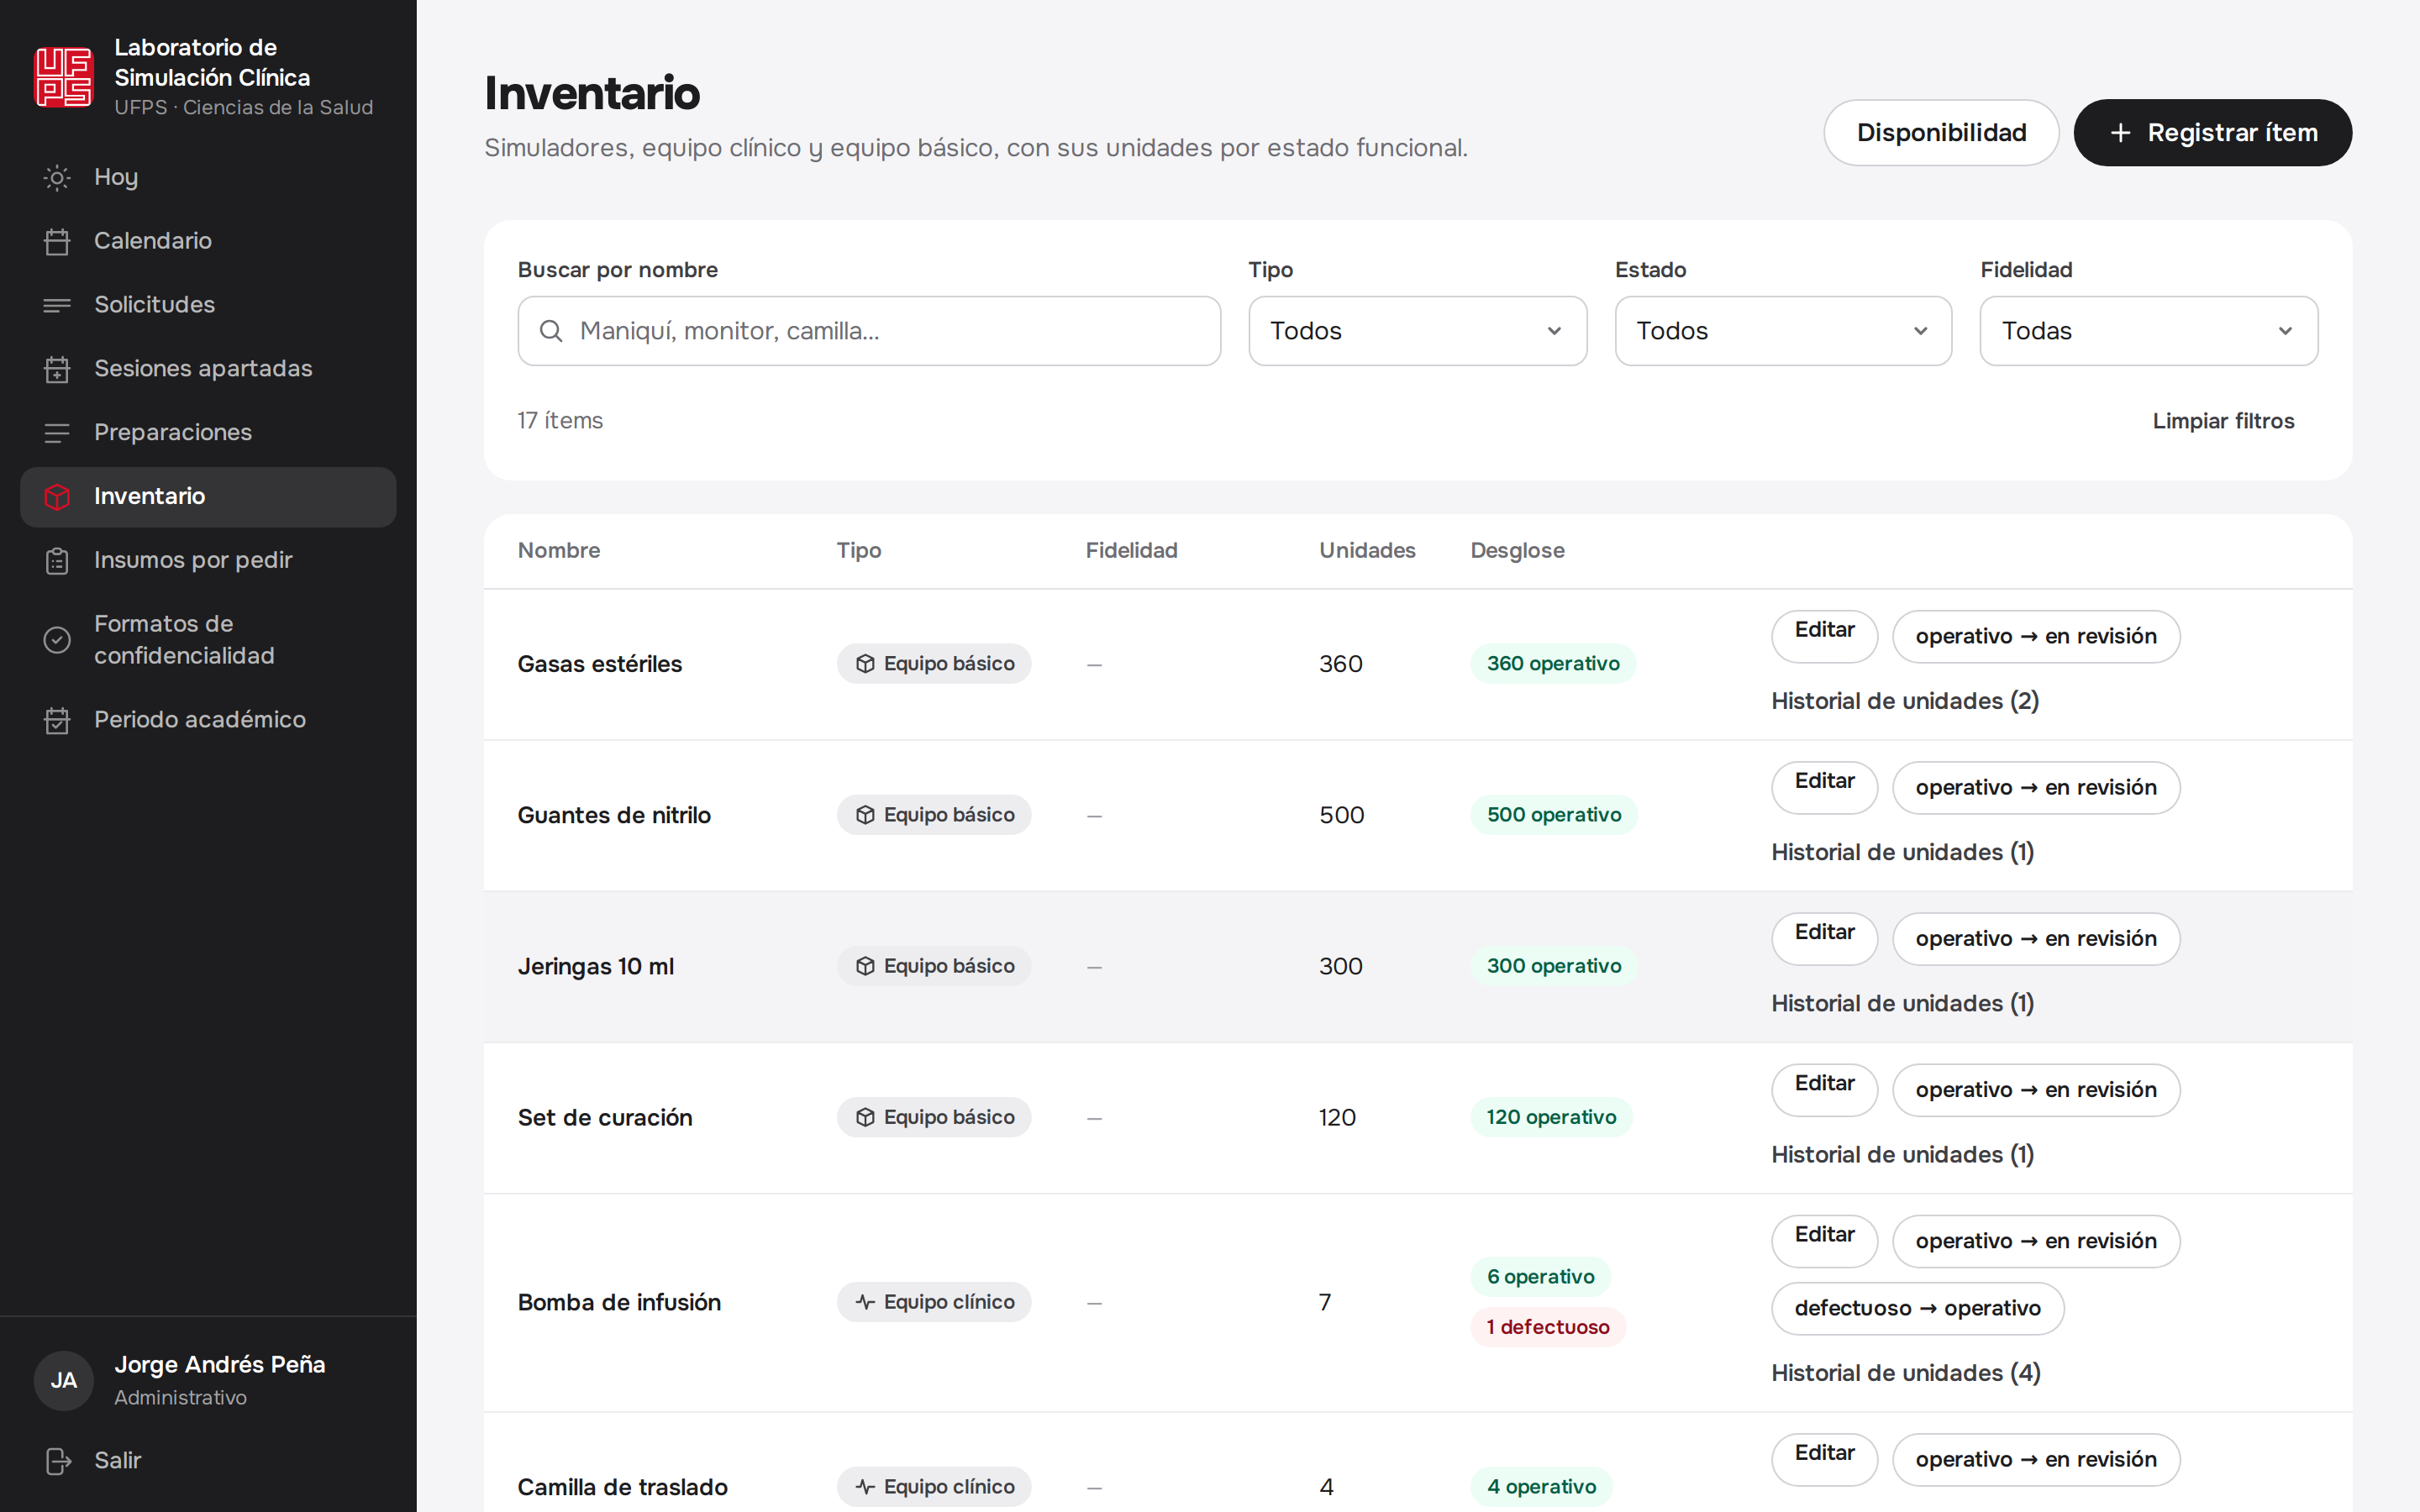 UFPS
Laboratorio de
Simulación Clínica
UFPS · Ciencias de la Salud
Hoy
Calendario
Solicitudes
Sesiones apartadas
Preparaciones
Inventario
Insumos por pedir
Formatos de
confidencialidad
Periodo académico
JA
Jorge Andrés Peña
Administrativo
Salir
Inventario
Simuladores, equipo clínico y equipo básico, con sus unidades por estado funcional.
Disponibilidad
+ Registrar ítem
Buscar por nombre
Maniquí, monitor, camilla...
Tipo
Todos
Estado
Todos
Fidelidad
Todas
17 ítems
Limpiar filtros
Nombre Tipo Fidelidad Unidades Desglose
Gasas estériles Equipo básico — 360 360 operativo Editar operativo → en revisión
Historial de unidades (2)
Guantes de nitrilo Equipo básico — 500 500 operativo Editar operativo → en revisión
Historial de unidades (1)
Jeringas 10 ml Equipo básico — 300 300 operativo Editar operativo → en revisión
Historial de unidades (1)
Set de curación Equipo básico — 120 120 operativo Editar operativo → en revisión
Historial de unidades (1)
Bomba de infusión Equipo clínico — 7 6 operativo 1 defectuoso Editar operativo → en revisión
defectuoso → operativo
Historial de unidades (4)
Camilla de traslado Equipo clínico — 4 4 operativo Editar operativo → en revisión